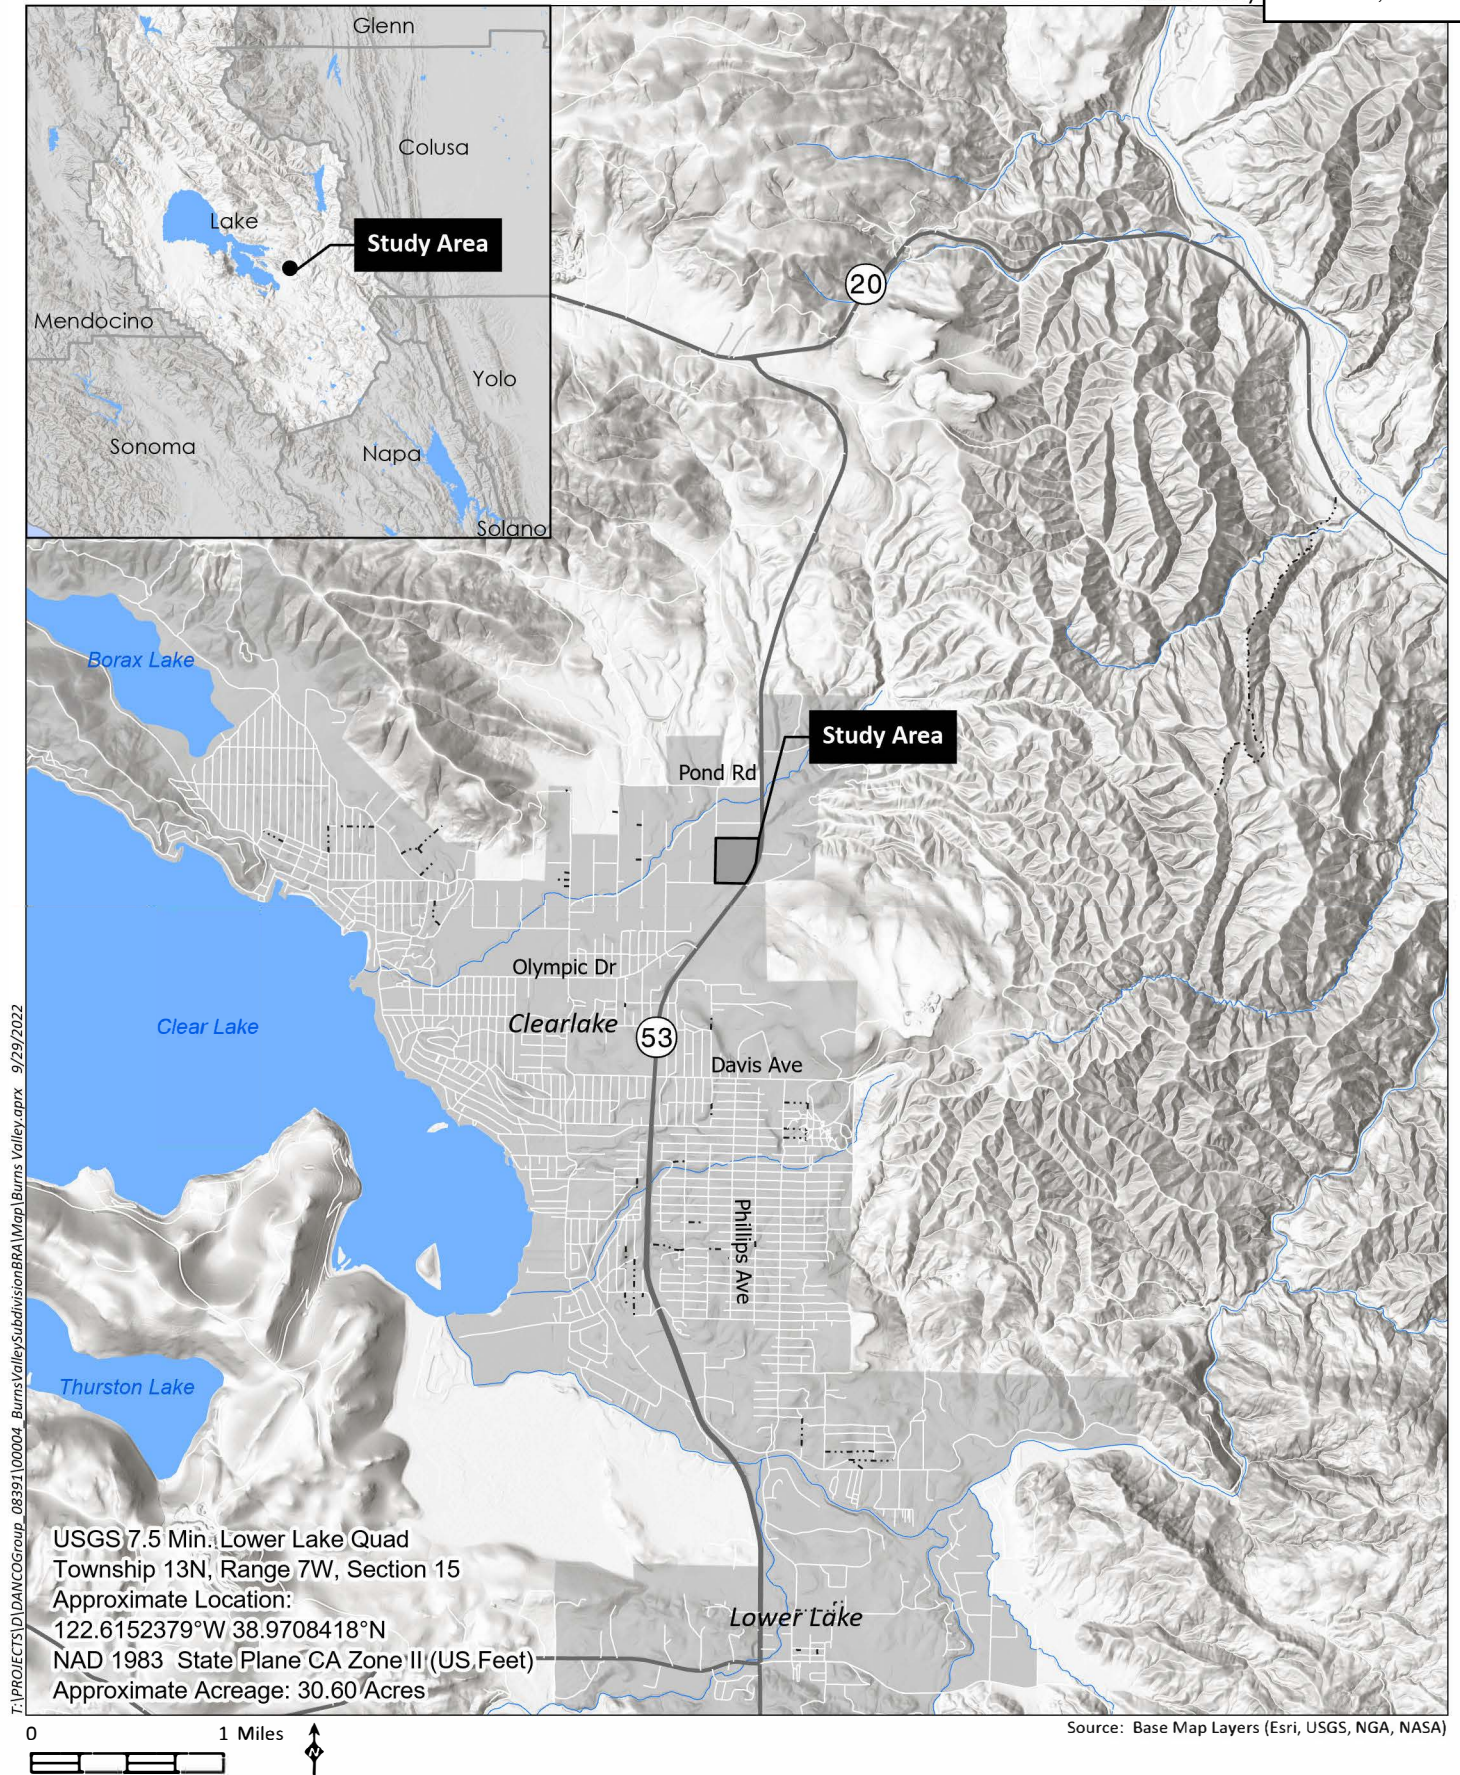 Glenn
Colusa
Lake
Study Area
Mendocino
Yolo
Sonoma
Napa
Solano
20
Borax Lake
Study Area
Pond Rd
Olympic Dr
Clear Lake
Clearlake
53
Davis Ave
Phillips Ave
Thurston Lake
Lower Lake
USGS 7.5 Min. Lower Lake Quad
Township 13N, Range 7W, Section 15
Approximate Location:
122.6152379°W 38.9708418°N
NAD 1983 State Plane CA Zone II (US Feet)
Approximate Acreage: 30.60 Acres
T:\PROJECTS\D\DANCOGroup_08391\00004_BurnsValleySubdivisionBRA\Map\Burns Valley.aprx 9/29/2022
0 1 Miles
N
Source: Base Map Layers (Esri, USGS, NGA, NASA)